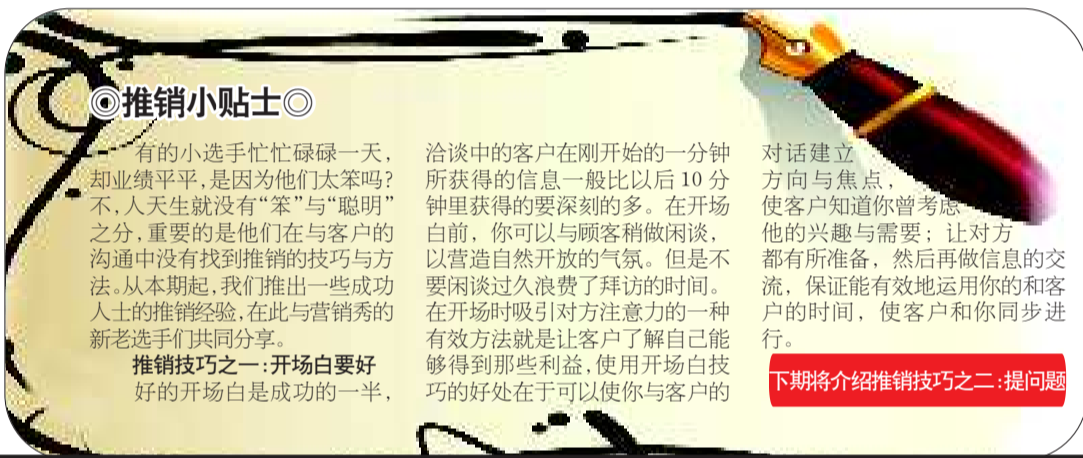 ◎推销小贴士◎
有的小选手忙忙碌碌一天，
却业绩平平，是因为他们太笨吗？
不，人天生就没有“笨”与“聪明”
之分，重要的是他们在与客户的
沟通中没有找到推销的技巧与方
法。从本期起，我们推出一些成功
人士的推销经验，在此与营销秀的
新老选手们共同分享。
推销技巧之一：开场白要好
好的开场白是成功的一半，
洽谈中的客户在刚开始的一分钟
所获得的信息一般比以后 10 分
钟里获得的要深刻的多。在开场
白前，你可以与顾客稍做闲谈，
以营造自然开放的气氛。但是不
要闲谈过久浪费了拜访的时间。
在开场时吸引对方注意力的一种
有效方法就是让客户了解自己能
够得到那些利益，使用开场白技
巧的好处在于可以使你与客户的
对话建立
方向与焦点，
使客户知道你曾考虑
他的兴趣与需要；让对方
都有所准备，然后再做信息的交
流，保证能有效地运用你的和客
户的时间，使客户和你同步进
行。
下期将介绍推销技巧之二：提问题